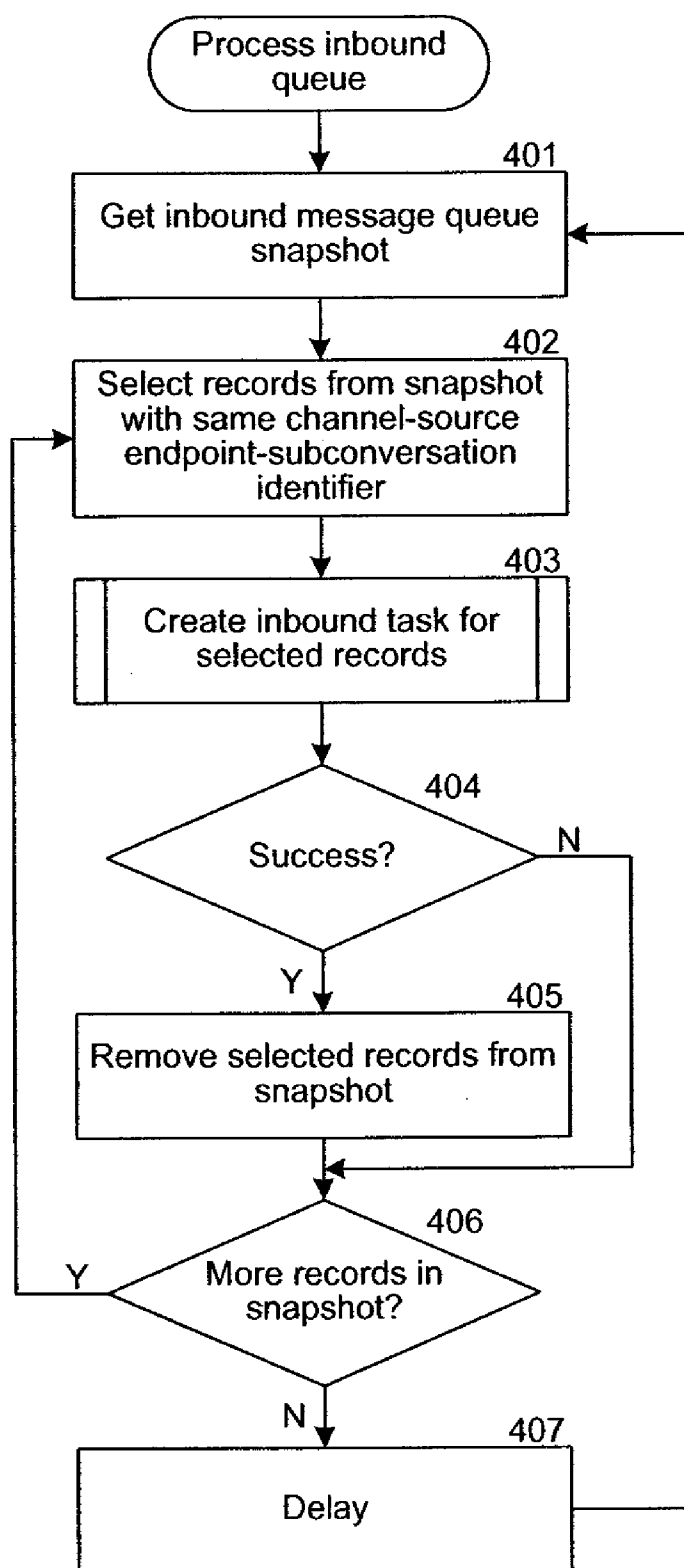 Process inbound
queue
401
Get inbound message queue
snapshot
402
Select records from snapshot
with same channel-source
endpoint-subconversation
identifier
403
Create inbound task for
selected records
404
Success?
N
Y
405
Remove selected records from
snapshot
406
More records in
snapshot?
Y
N
407
Delay